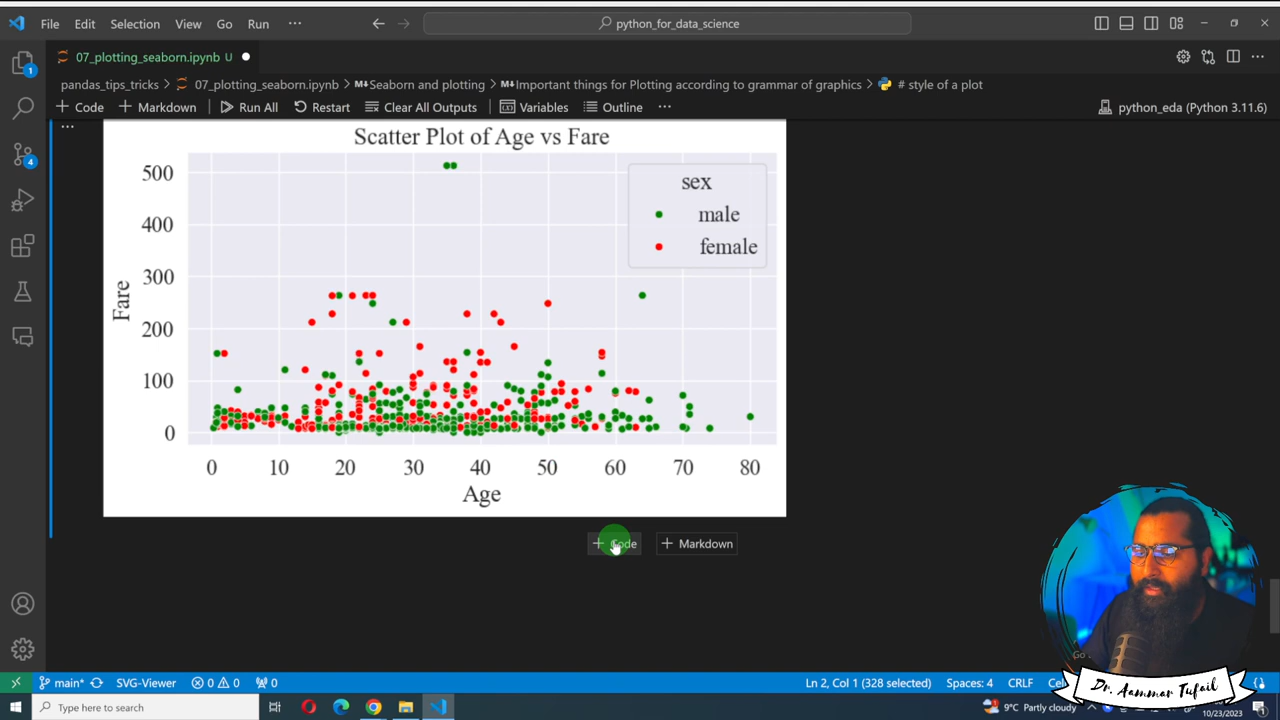 File Edit Selection View Go Run ··· python_for_data_science
07_plotting_seaborn.ipynb U
pandas_tips_tricks > 07_plotting_seaborn.ipynb > M↓Seaborn and plotting > M↓Important things for Plotting according to grammar of graphics > # style of a plot
+ Code + Markdown Run All Restart Clear All Outputs Variables Outline ··· python_eda (Python 3.11.6)
1
4
Scatter Plot of Age vs Fare
sex
male
female
Fare
500
400
300
200
100
0
0 10 20 30 40 50 60 70 80
Age
+ Code + Markdown
main* SVG-Viewer 0 0 0 Ln 2, Col 1 (328 selected) Spaces: 4 CRLF
Dr. Aammar Tufail
Type here to search 9°C Partly cloudy
10/23/2023